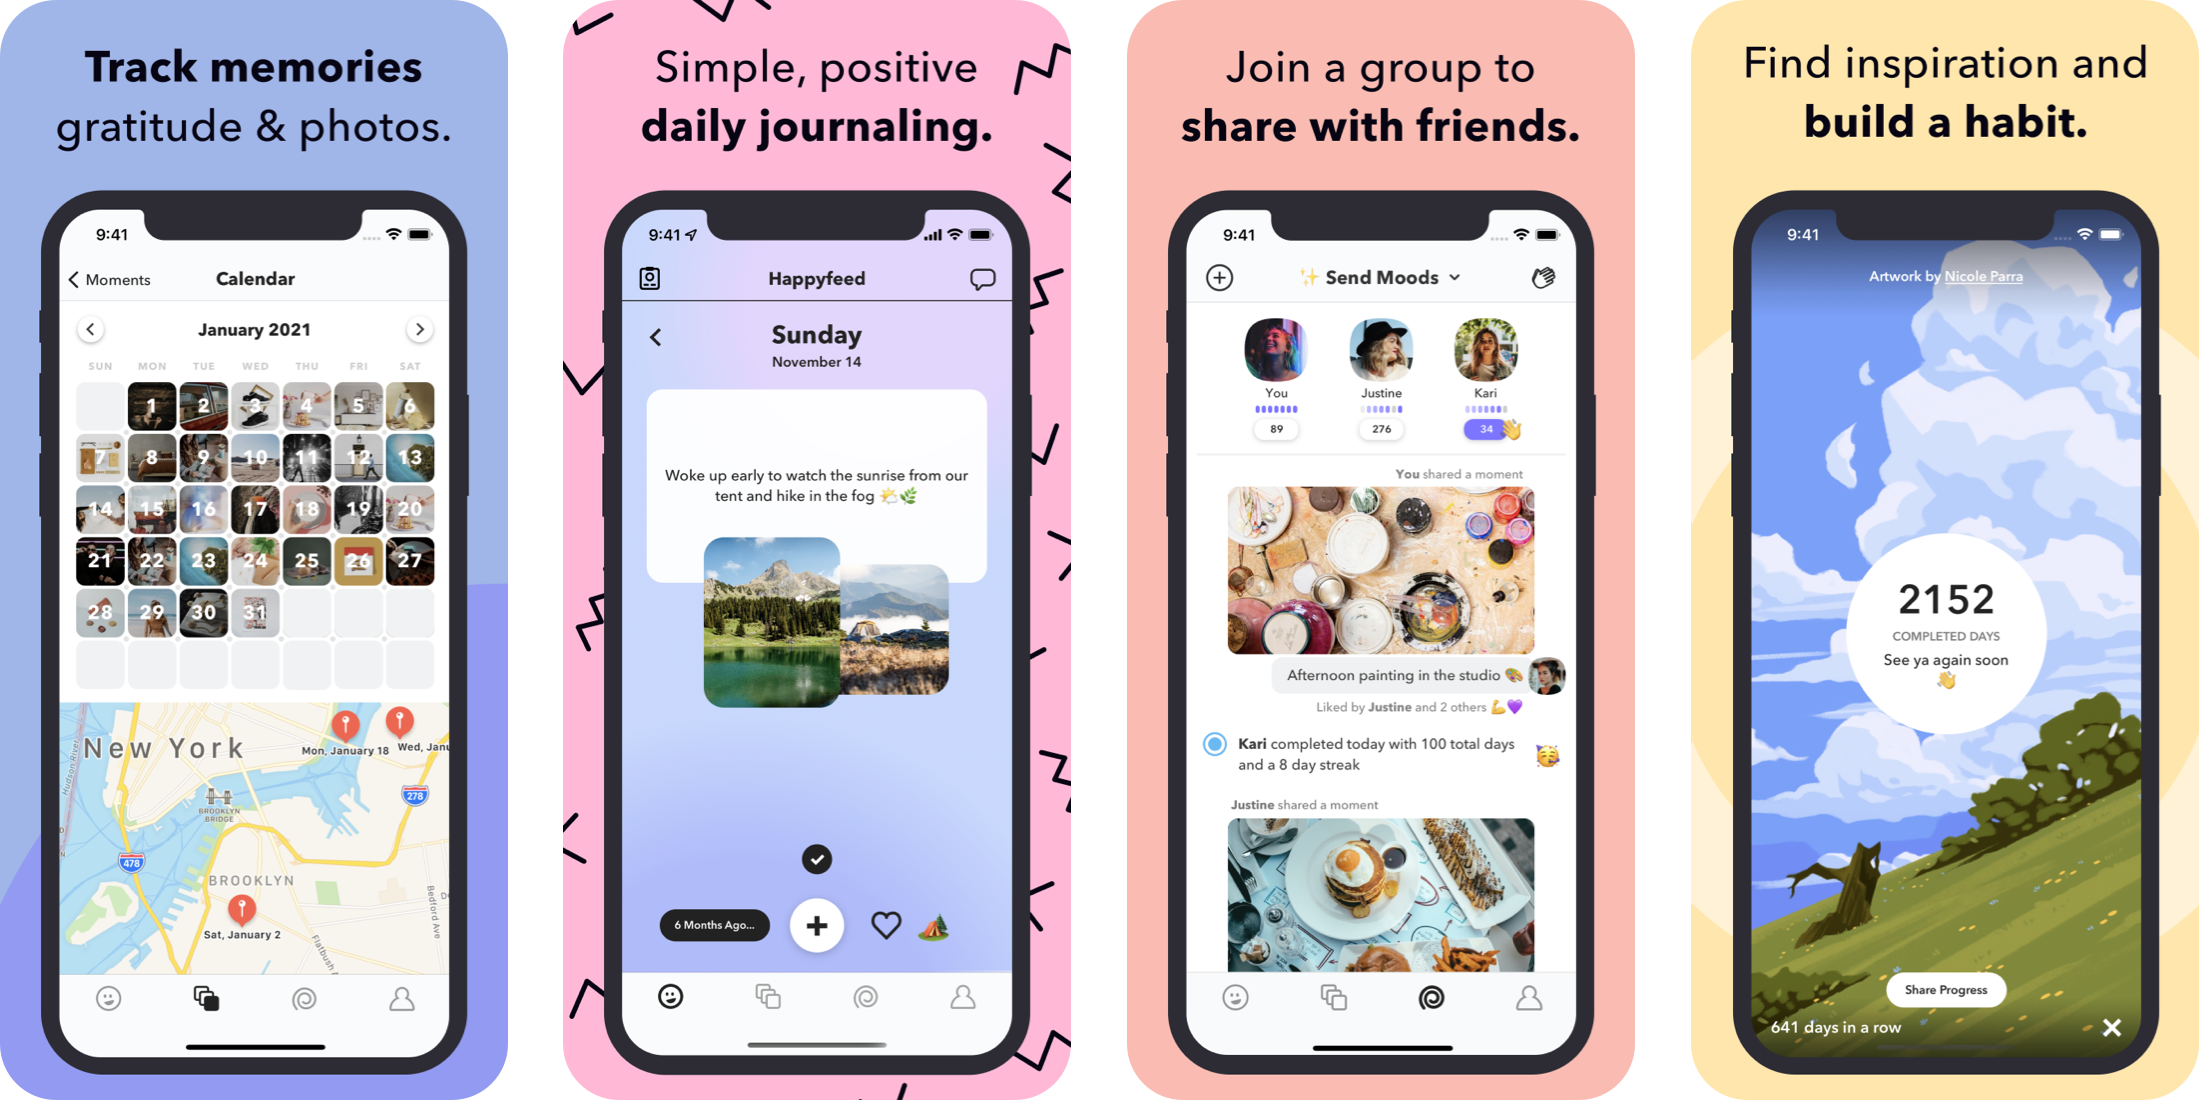 Track memories
gratitude & photos.
9:41
Moments
Calendar
January 2021
SUN MON TUE WED THU FRI SAT
1 2 3 4 5 6
7 8 9 10 11 12 13
14 15 16 17 18 19 20
21 22 23 24 25 26 27
28 29 30 31
New York
Mon, January 18
Wed, Janu
Hudson River
BROOKLYN
BRIDGE
278
478
BROOKLYN
Sat, January 2
Bedford Ave
Flatbush A
Simple, positive
daily journaling.
9:41
Happyfeed
Sunday
November 14
Woke up early to watch the sunrise from our
tent and hike in the fog 🌤️🌿
6 Months Ago...
Join a group to
share with friends.
9:41
✨ Send Moods
You Justine Kari
89 276 34 👋
You shared a moment
Afternoon painting in the studio 🎨
Liked by Justine and 2 others 💪💜
Kari completed today with 100 total days
and a 8 day streak 🥳
Justine shared a moment
Find inspiration and
build a habit.
9:41
Artwork by Nicole Parra
2152
COMPLETED DAYS
See ya again soon
👋
Share Progress
641 days in a row